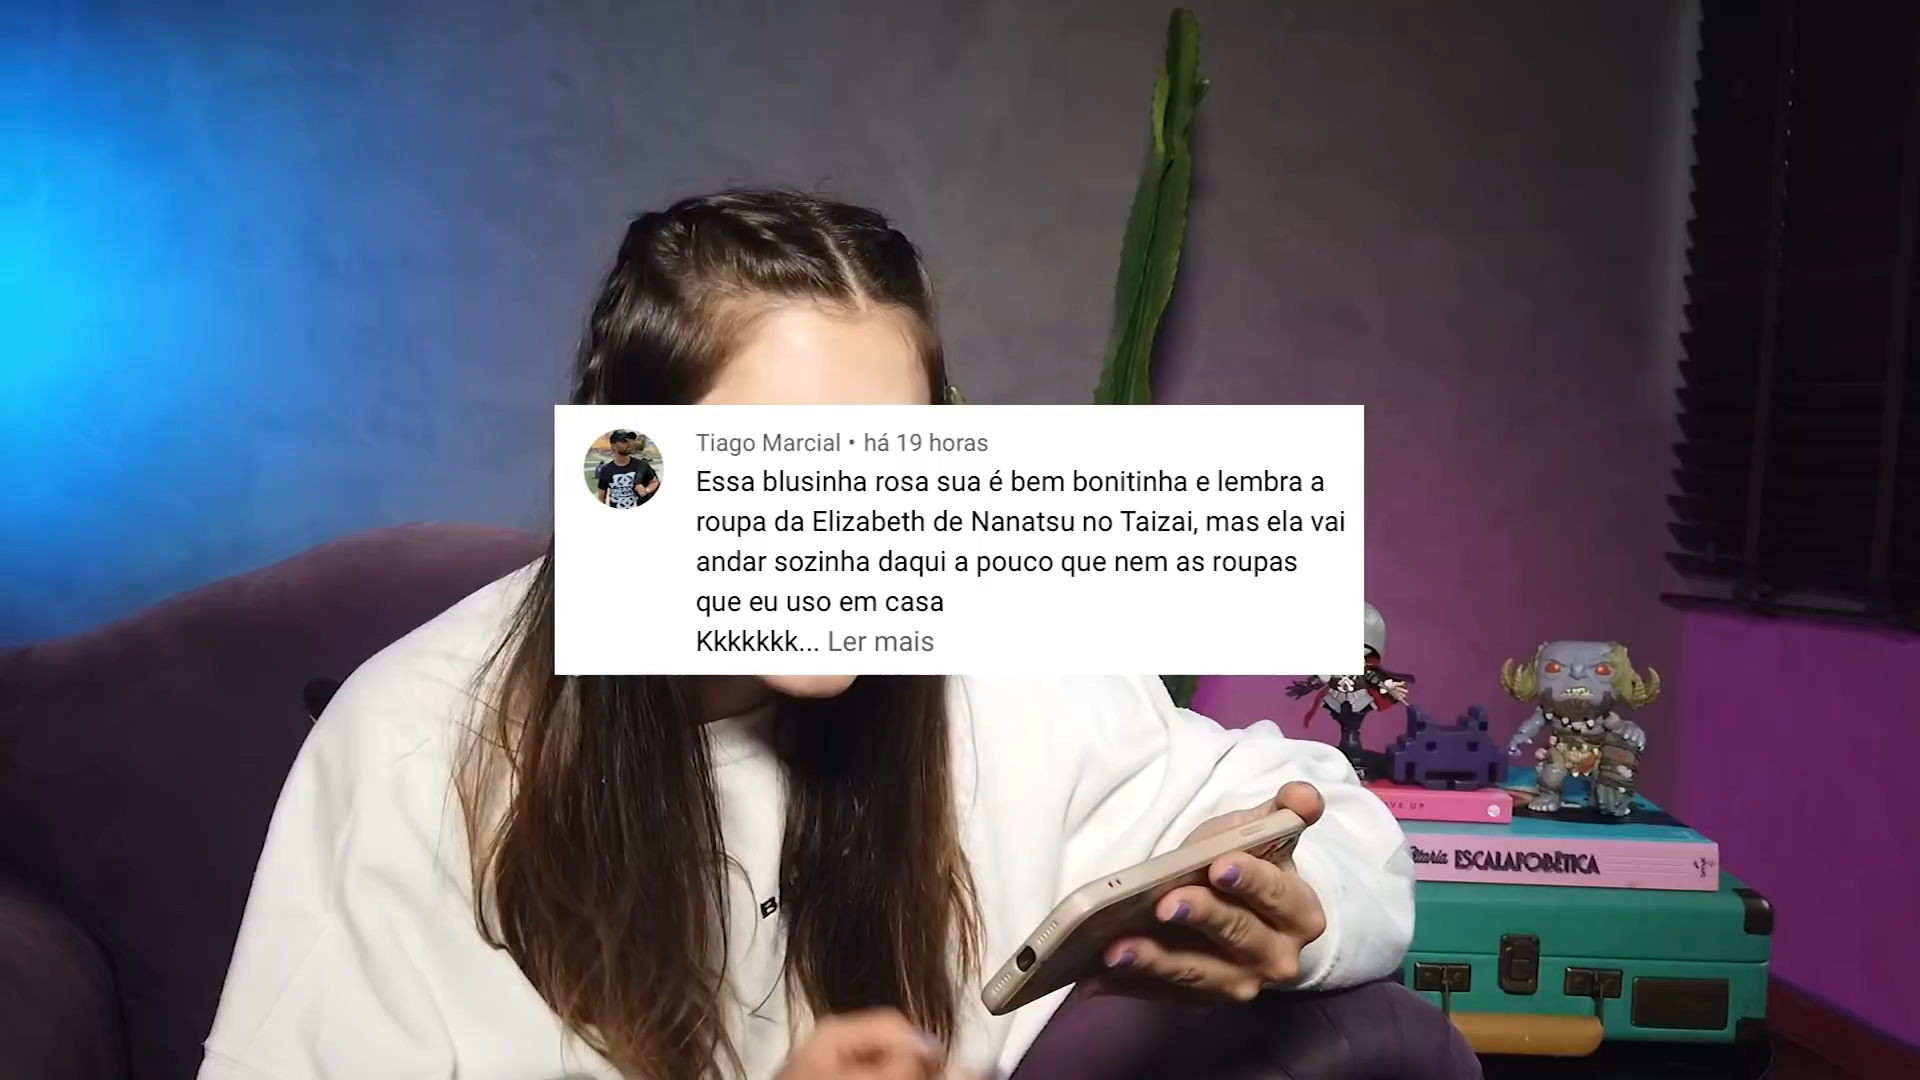 Tiago Marcial • há 19 horas
Essa blusinha rosa sua é bem bonitinha e lembra a
roupa da Elizabeth de Nanatsu no Taizai, mas ela vai
andar sozinha daqui a pouco que nem as roupas
que eu uso em casa
Kkkkkkk... Ler mais
ESCALAFOBÉTICA